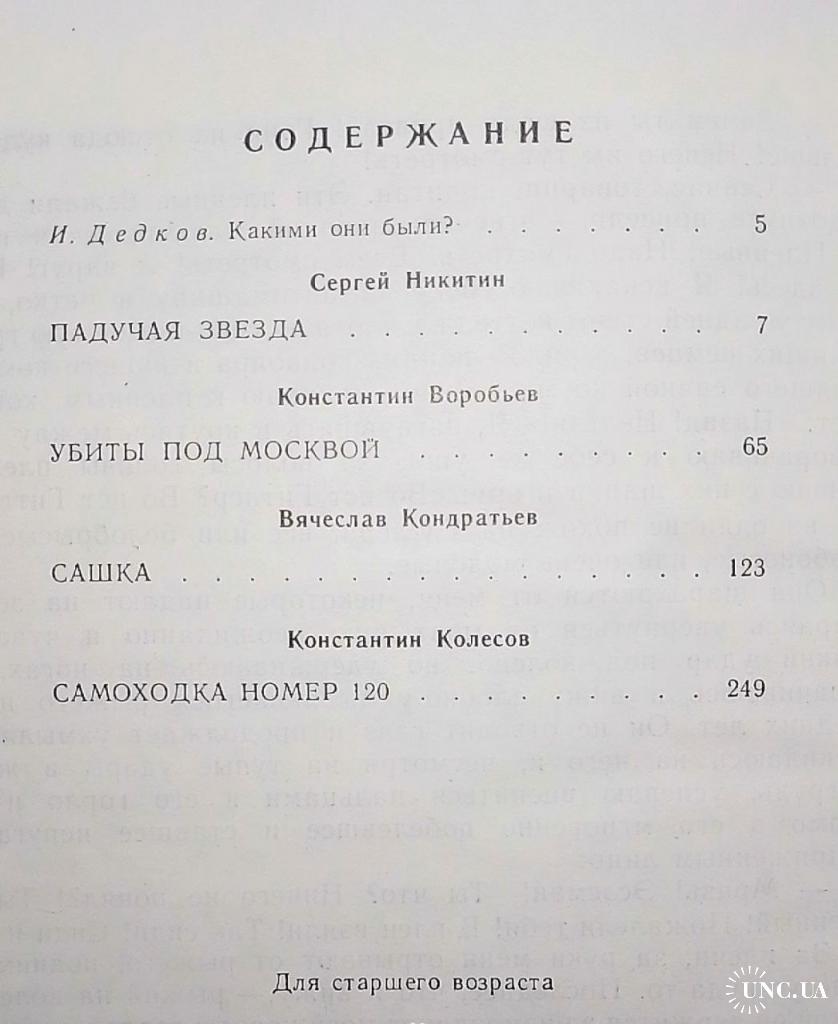 СОДЕРЖАНИЕ
И. Дедков. Какими они были? . . . . . . 5
Сергей Никитин
ПАДУЧАЯ ЗВЕЗДА . . . . . . . . . . 7
Константин Воробьев
УБИТЫ ПОД МОСКВОЙ . . . . . . . . 65
Вячеслав Кондратьев
САШКА . . . . . . . . . . . . . . . . 123
Константин Колесов
САМОХОДКА НОМЕР 120 . . . . . . . 249
Для старшего возраста
UNC.UA